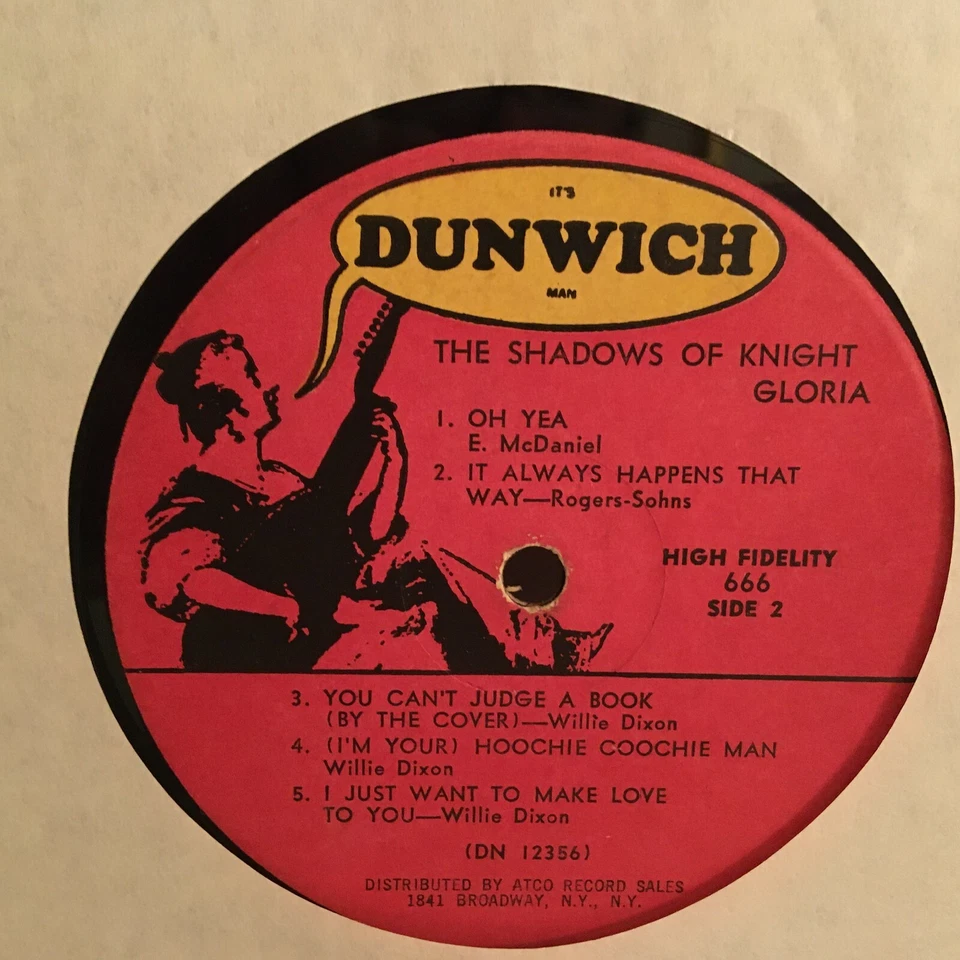 IT'S
DUNWICH
MAN
THE SHADOWS OF KNIGHT
GLORIA
1. OH YEA
E. McDaniel
2. IT ALWAYS HAPPENS THAT
WAY—Rogers-Sohns
HIGH FIDELITY
666
SIDE 2
3. YOU CAN'T JUDGE A BOOK
(BY THE COVER)—Willie Dixon
4. (I'M YOUR) HOOCHIE COOCHIE MAN
Willie Dixon
5. I JUST WANT TO MAKE LOVE
TO YOU—Willie Dixon
(DN 12356)
DISTRIBUTED BY ATCO RECORD SALES
1841 BROADWAY, N.Y., N.Y.